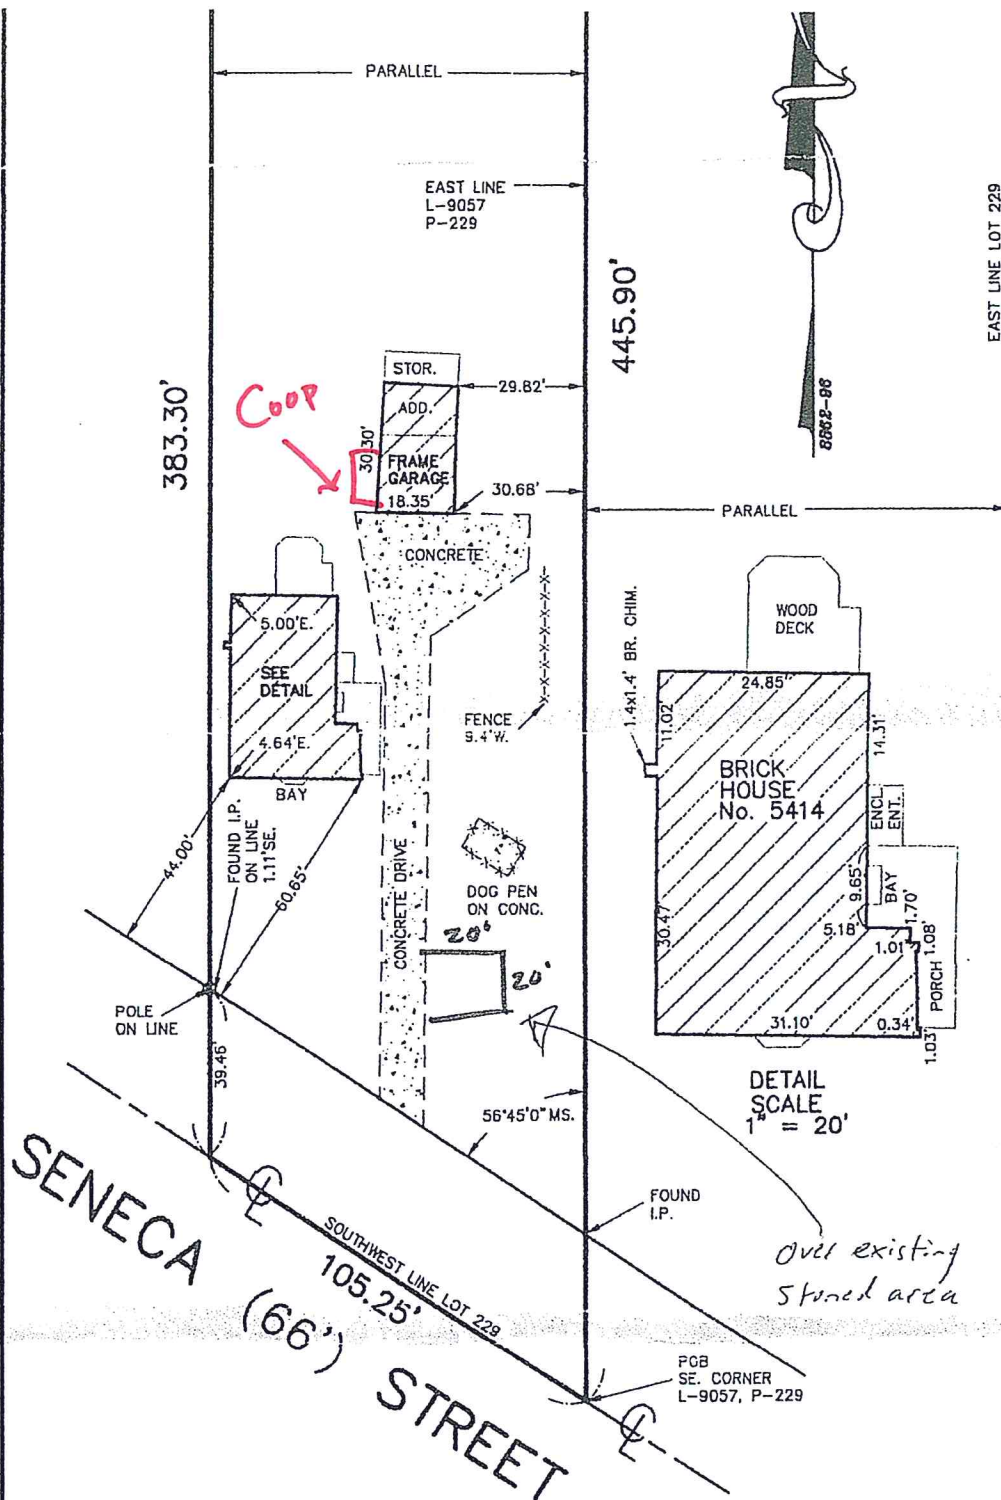 PARALLEL
EAST LINE
L-9057
P-229
EAST LINE LOT 229
445.90'
383.30'
8862-96
COOP
STOR.
ADD.
29.82'
30.30'
FRAME
GARAGE
18.35'
30.68'
PARALLEL
CONCRETE
5.00'E.
SEE
DETAIL
4.64'E.
BAY
FENCE
9.4'W.
1.4x1.4' BR. CHIM.
WOOD
DECK
24.85'
11.02'
14.31'
BRICK
HOUSE
No. 5414
ENCL.
ENT.
44.00'
FOUND I.P.
ON LINE
1.11'SE.
60.65'
CONCRETE DRIVE
DOG PEN
ON CONC.
30.47'
9.65'
BAY
1.70'
5.18'
1.01'
1.08'
PORCH
31.10'
0.34'
1.03'
20'
20'
POLE
ON LINE
39.46'
DETAIL
SCALE
1" = 20'
56°45'0" MS.
FOUND
I.P.
over existing
stoned area
SOUTHWEST LINE LOT 229
105.25'
SENECA (66') STREET
POB
SE. CORNER
L-9057, P-229